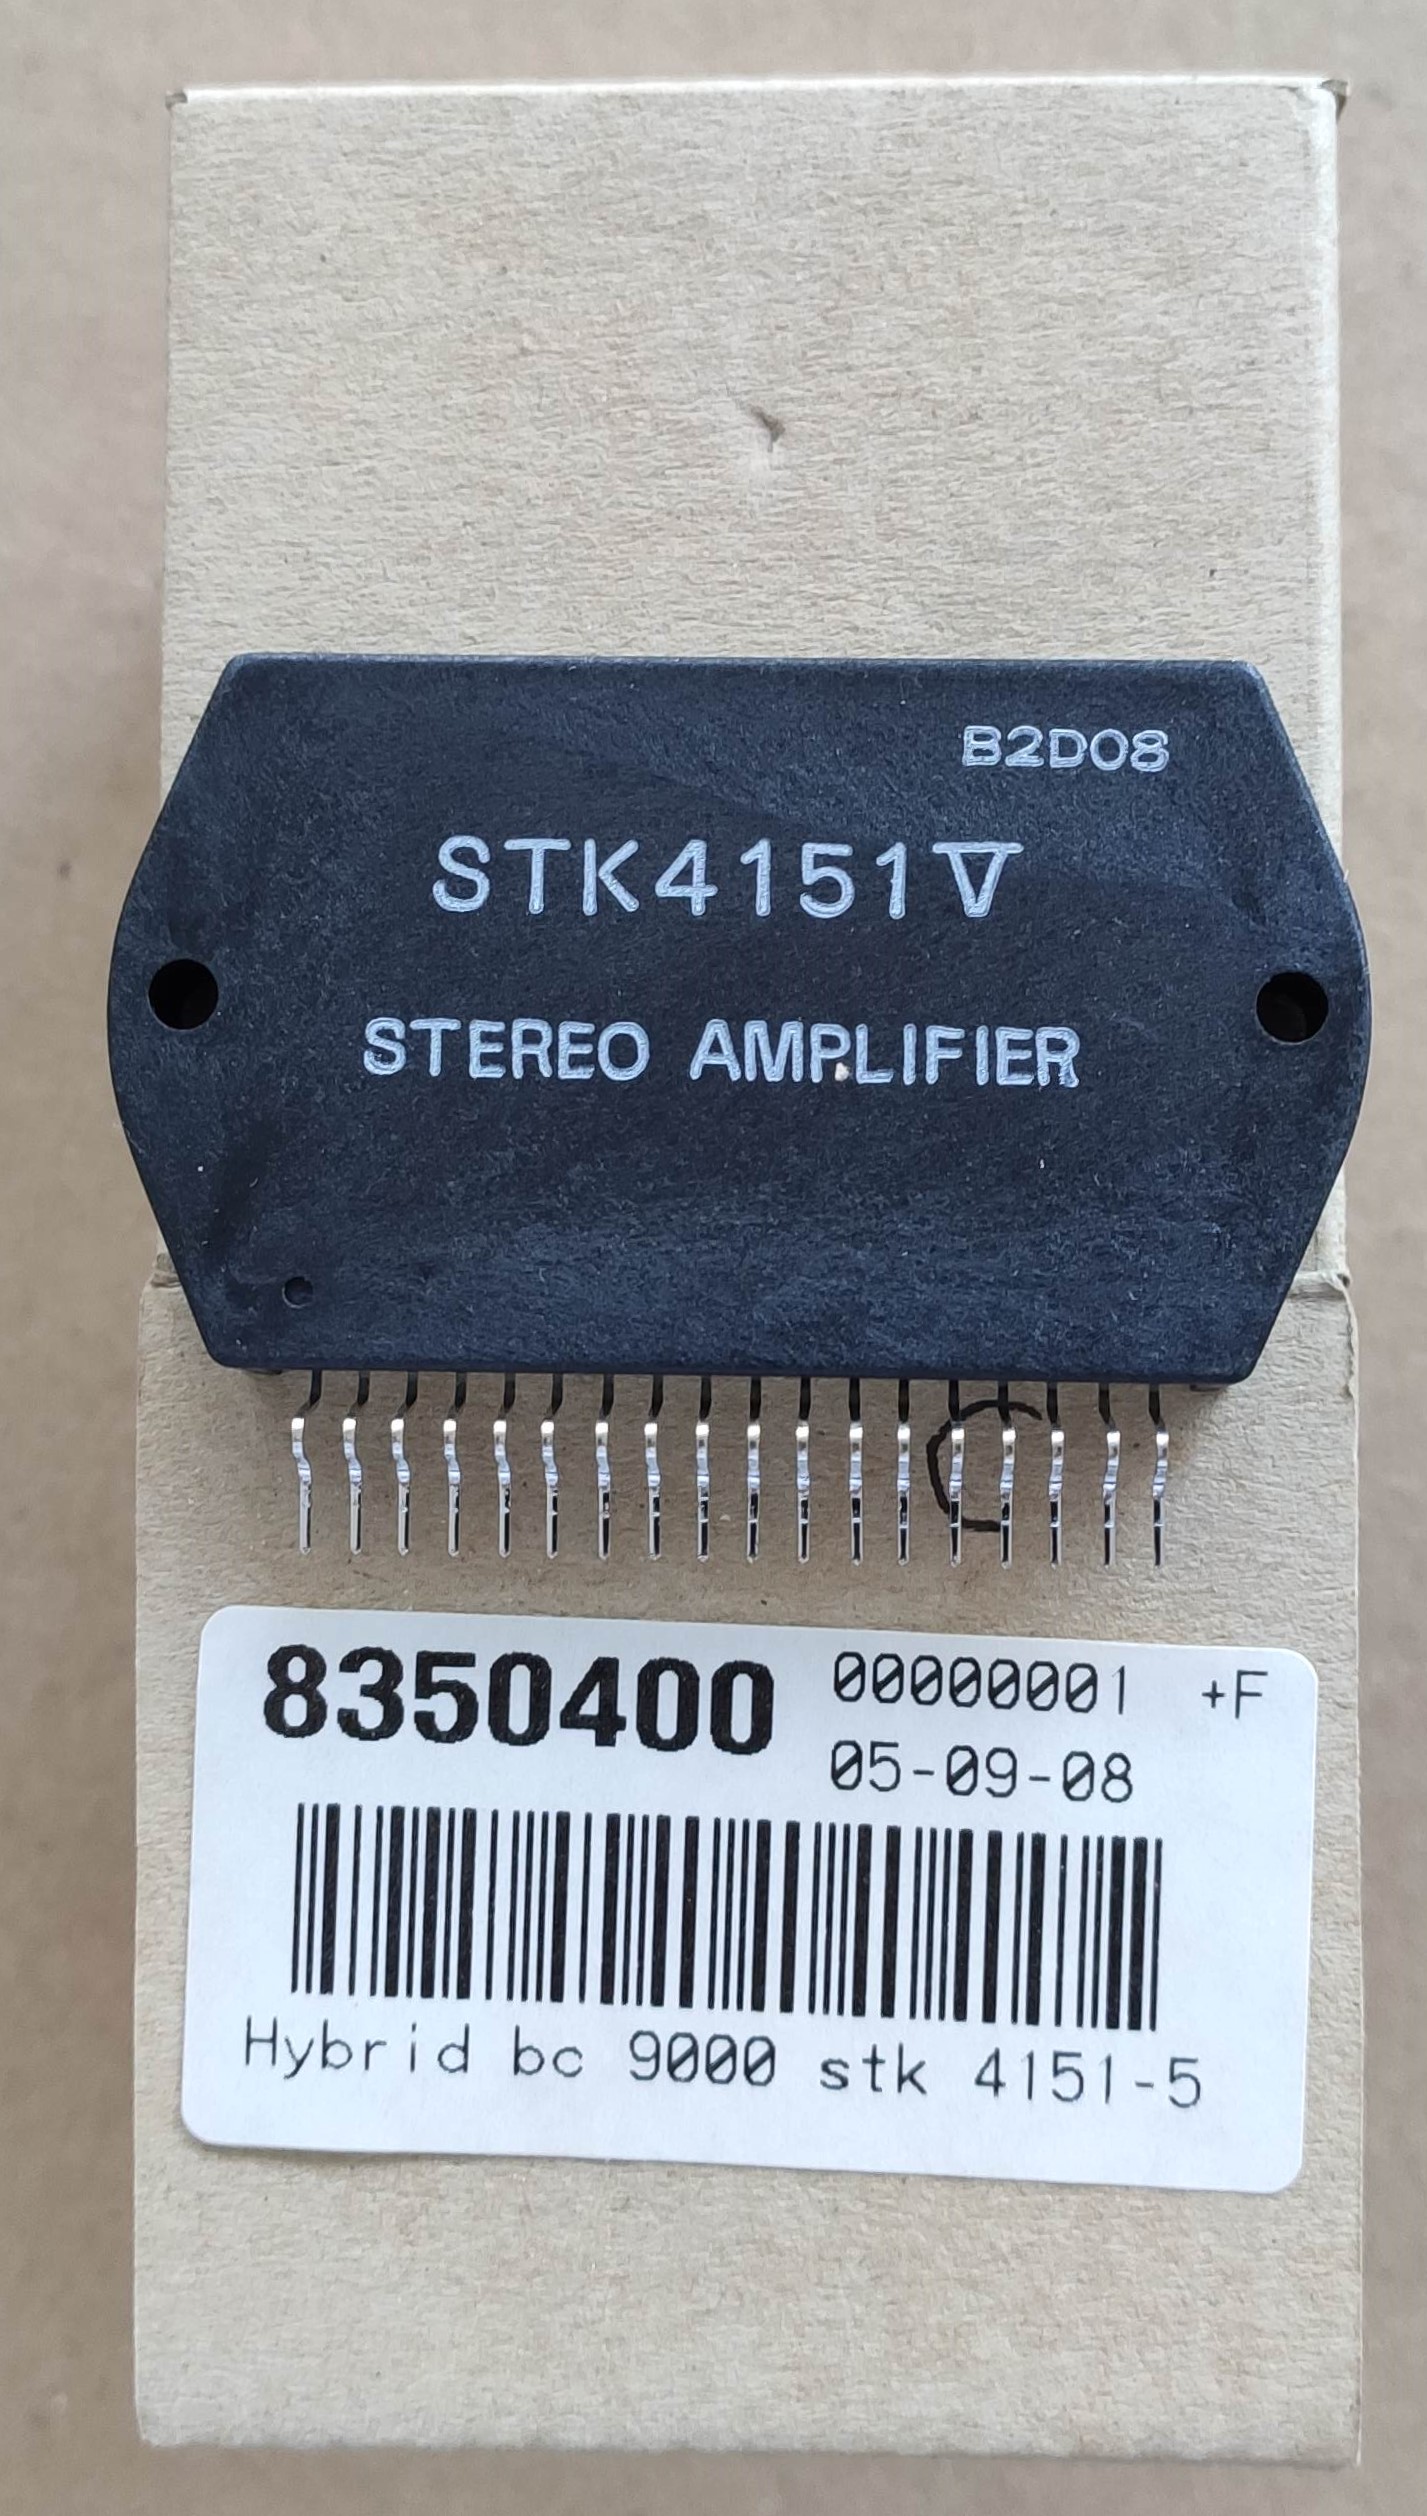 B2D08
STK4151V
STEREO AMPLIFIER
C
8350400 00000001 +F
05-09-08
Hybrid bc 9000 stk 4151-5